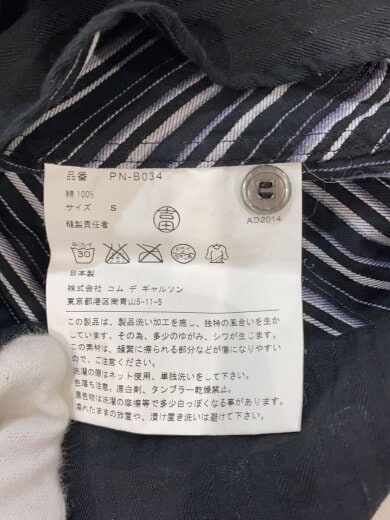 品番 PN-B034
綿 100%
サイズ S
縫製責任者
AD2014
30
日本製
株式会社 コム デ ギャルソン
東京都港区南青山5-11-5
この製品は、製品洗い加工を施し、独特の風合いを生か
しています。その為、多少のゆがみ、シワが生じます。
この素材は、頻繁に擦られる部分などが傷になりやすい
ので、ご注意ください。
洗濯の際はネット使用、単独洗いをして下さい。
色落ち注意、漂白剤、タンブラー乾燥禁止。
濃色物は洗濯の摩擦等で多少白っぽくなる事があります。
濡れたままの放置や、漬け置き洗いは避けて下さい。